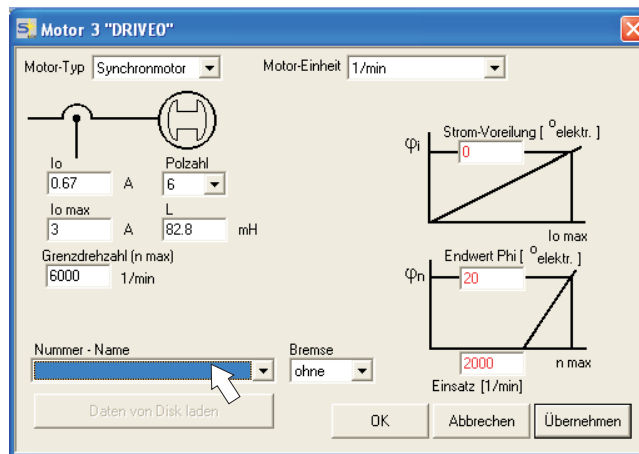 Motor 3 "DRIVE0"
Motor-Typ Synchronmotor Motor-Einheit 1/min
Io Polzahl
0.67 A 6
Io max L
3 A 82.8 mH
Grenzdrehzahl (n max)
6000 1/min
Strom-Voreilung [ °elektr. ]
φi 0
Io max
Endwert Phi [ °elektr. ]
φn 20
2000 n max
Einsatz [1/min]
Nummer - Name Bremse
ohne
Daten von Disk laden
OK Abbrechen Übernehmen